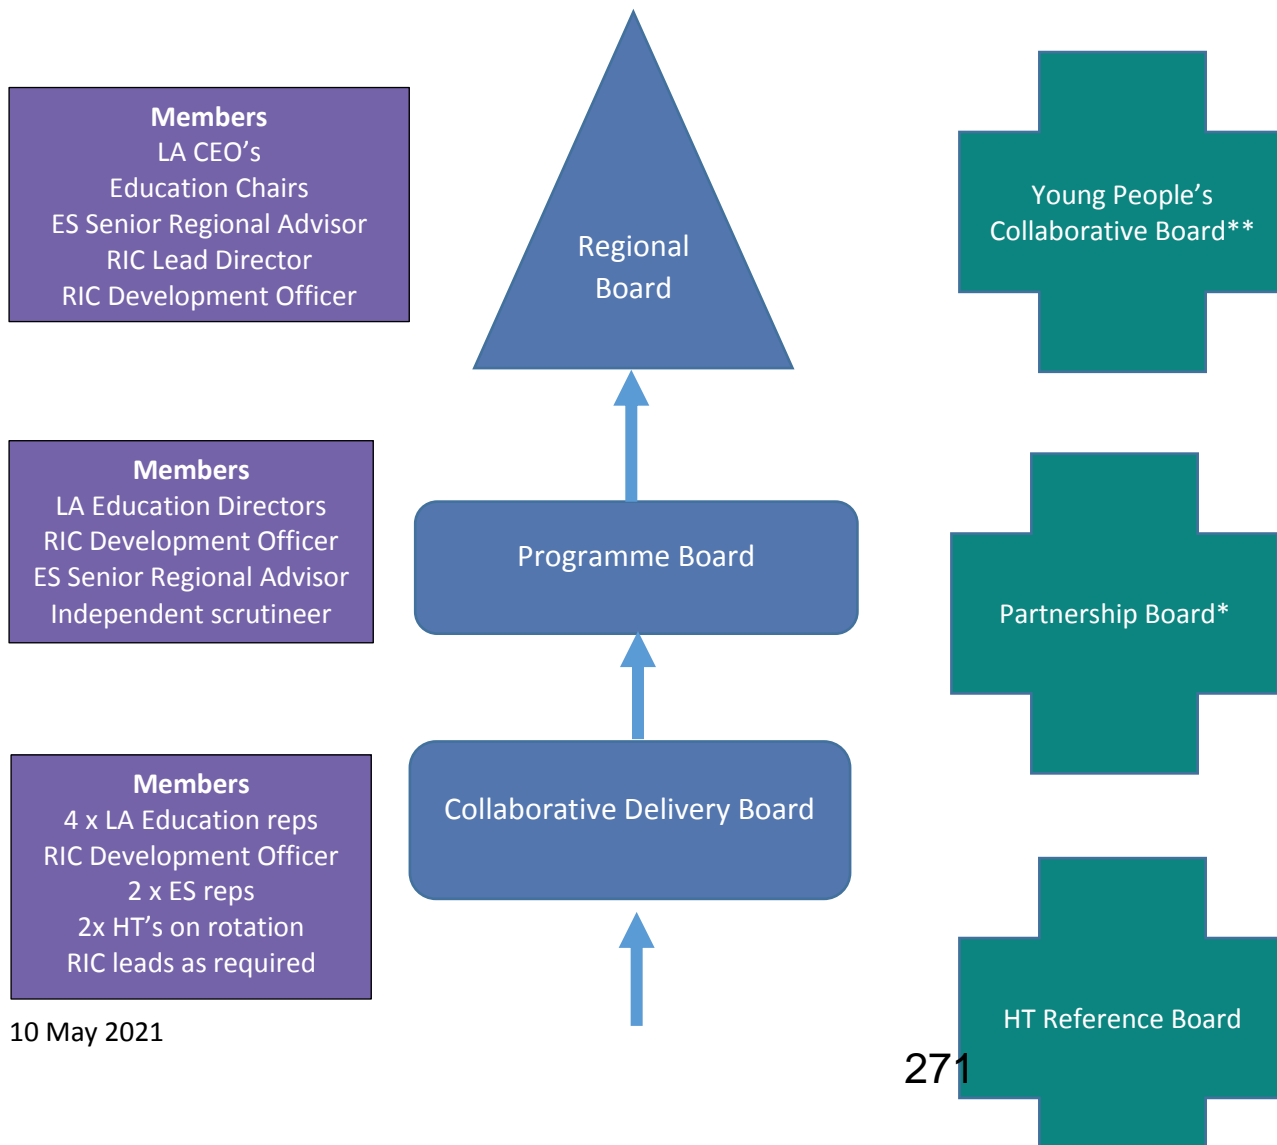 Members
LA CEO’s
Education Chairs
ES Senior Regional Advisor
RIC Lead Director
RIC Development Officer
Regional
Board
Young People’s
Collaborative Board**
Members
LA Education Directors
RIC Development Officer
ES Senior Regional Advisor
Independent scrutineer
Programme Board
Partnership Board*
Members
4 x LA Education reps
RIC Development Officer
2 x ES reps
2x HT’s on rotation
RIC leads as required
Collaborative Delivery Board
HT Reference Board
10 May 2021
271